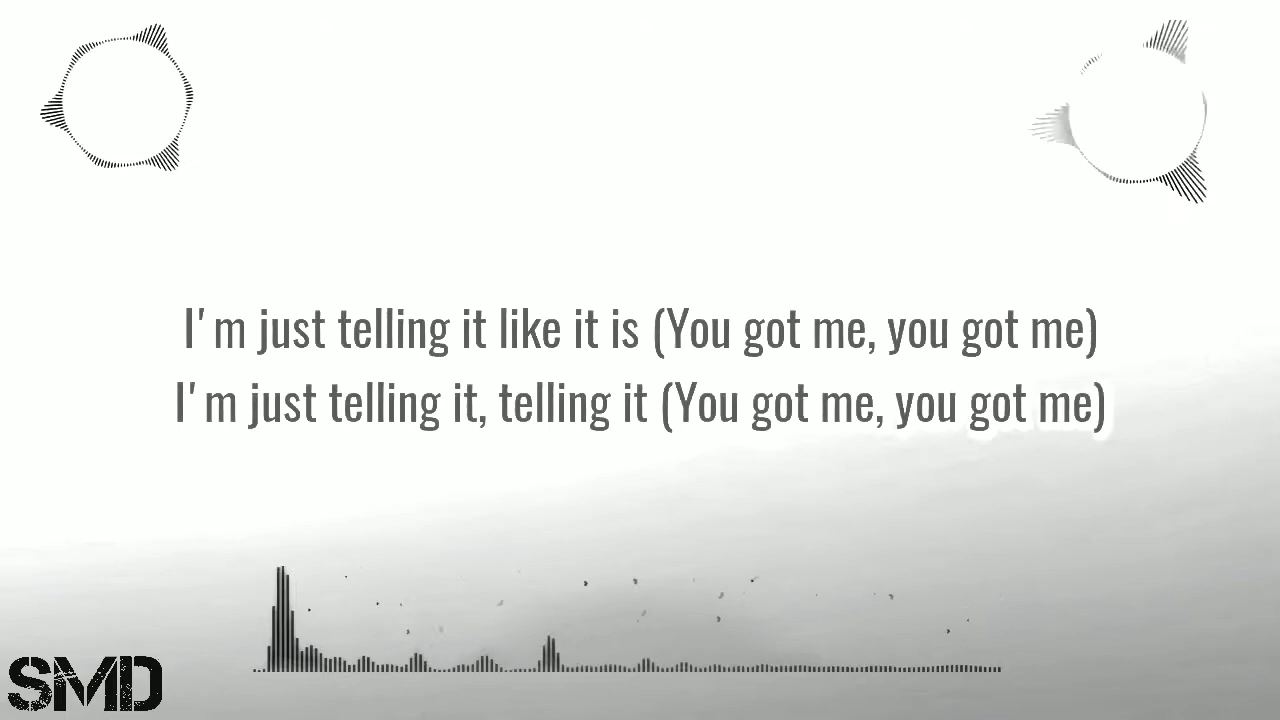 I'm just telling it like it is (You got me, you got me)
I'm just telling it, telling it (You got me, you got me)
SMD